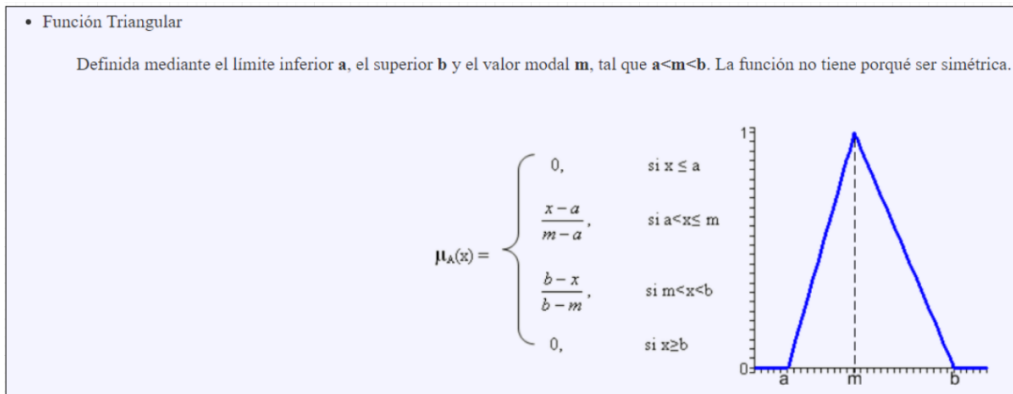 • Función Triangular
Definida mediante el límite inferior a, el superior b y el valor modal m, tal que a<m<b. La función no tiene porqué ser simétrica.
μA(x) =
0, si x ≤ a
x − a
m − a
, si a<x≤ m
b − x
b − m
, si m<x<b
0, si x≥b
1
0
a m b